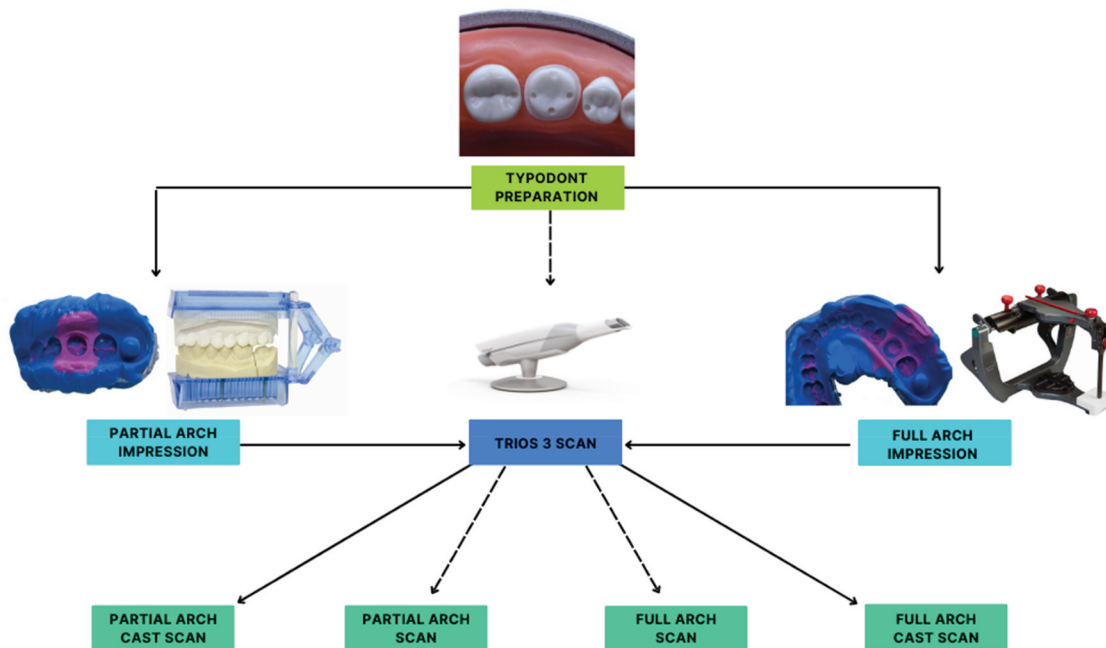 TYPODONT
PREPARATION
PARTIAL ARCH
IMPRESSION
TRIOS 3 SCAN
FULL ARCH
IMPRESSION
PARTIAL ARCH
CAST SCAN
PARTIAL ARCH
SCAN
FULL ARCH
SCAN
FULL ARCH
CAST SCAN